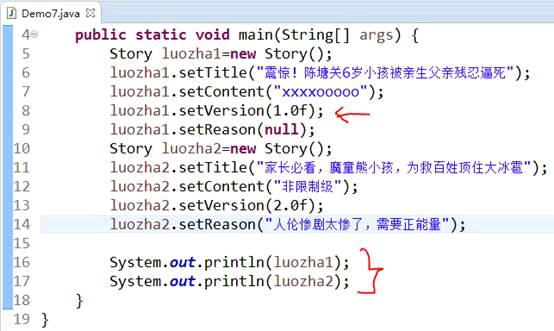 Demo7.java
4 public static void main(String[] args) {
5 Story luozha1=new Story();
6 luozha1.setTitle("震惊！陈塘关6岁小孩被亲生父亲残忍逼死");
7 luozha1.setContent("xxxxooooo");
8 luozha1.setVersion(1.0f);
9 luozha1.setReason(null);
10 Story luozha2=new Story();
11 luozha2.setTitle("家长必看，魔童熊小孩，为救百姓顶住大冰雹");
12 luozha2.setContent("非限制级");
13 luozha2.setVersion(2.0f);
14 luozha2.setReason("人伦惨剧太惨了，需要正能量");
15
16 System.out.println(luozha1);
17 System.out.println(luozha2);
18 }
19 }